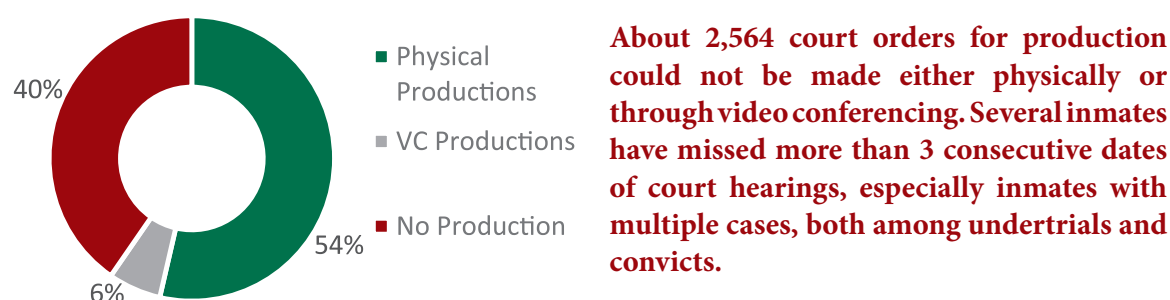 40%
6%
54%
Physical
Productions
VC Productions
No Production
About 2,564 court orders for production
could not be made either physically or
through video conferencing. Several inmates
have missed more than 3 consecutive dates
of court hearings, especially inmates with
multiple cases, both among undertrials and
convicts.